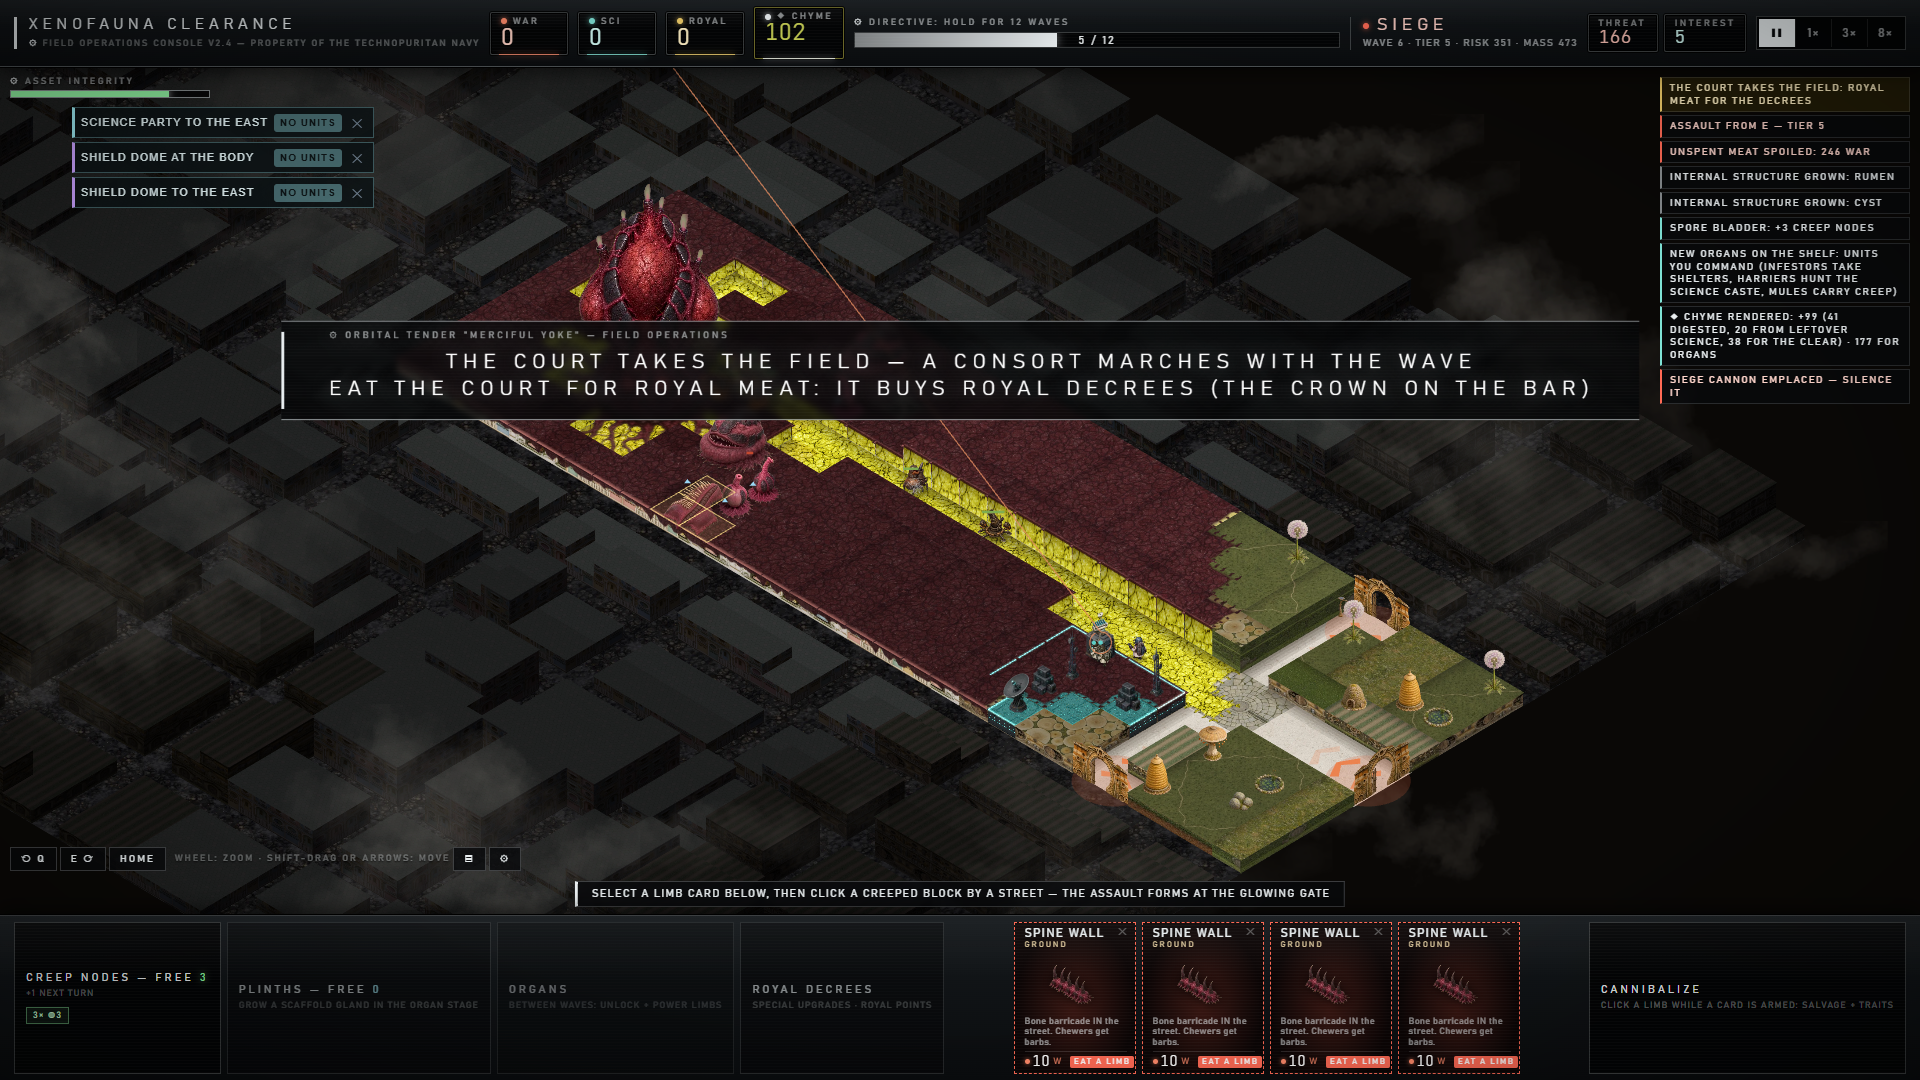 XENOFAUNA CLEARANCE
FIELD OPERATIONS CONSOLE V2.4 — PROPERTY OF THE TECHNOPURITAN NAVY
WAR
0
SCI
0
ROYAL
0
◆ CHYME
102
DIRECTIVE: HOLD FOR 12 WAVES
5 / 12
SIEGE
WAVE 6 · TIER 5 · RISK 351 · MASS 473
THREAT
166
INTEREST
5
1×
3×
8×
ASSET INTEGRITY
SCIENCE PARTY TO THE EAST NO UNITS
SHIELD DOME AT THE BODY NO UNITS
SHIELD DOME TO THE EAST NO UNITS
THE COURT TAKES THE FIELD: ROYAL
MEAT FOR THE DECREES
ASSAULT FROM E — TIER 5
UNSPENT MEAT SPOILED: 246 WAR
INTERNAL STRUCTURE GROWN: RUMEN
INTERNAL STRUCTURE GROWN: CYST
SPORE BLADDER: +3 CREEP NODES
NEW ORGANS ON THE SHELF: UNITS
YOU COMMAND (INFESTORS TAKE
SHELTERS, HARRIERS HUNT THE
SCIENCE CASTE, MULES CARRY CREEP)
◆ CHYME RENDERED: +99 (41
DIGESTED, 20 FROM LEFTOVER
SCIENCE, 38 FOR THE CLEAR) · 177 FOR
ORGANS
SIEGE CANNON EMPLACED — SILENCE
IT
ORBITAL TENDER "MERCIFUL YOKE" — FIELD OPERATIONS
THE COURT TAKES THE FIELD — A CONSORT MARCHES WITH THE WAVE
EAT THE COURT FOR ROYAL MEAT: IT BUYS ROYAL DECREES (THE CROWN ON THE BAR)
Q
E
HOME
WHEEL: ZOOM · SHIFT-DRAG OR ARROWS: MOVE
SELECT A LIMB CARD BELOW, THEN CLICK A CREEPED BLOCK BY A STREET — THE ASSAULT FORMS AT THE GLOWING GATE
CREEP NODES — FREE 3
+1 NEXT TURN
3× 3
PLINTHS — FREE 0
GROW A SCAFFOLD GLAND IN THE ORGAN STAGE
ORGANS
BETWEEN WAVES: UNLOCK + POWER LIMBS
ROYAL DECREES
SPECIAL UPGRADES · ROYAL POINTS
SPINE WALL
GROUND
Bone barricade IN the
street. Chewers get
barbs.
10 W EAT A LIMB
SPINE WALL
GROUND
Bone barricade IN the
street. Chewers get
barbs.
10 W EAT A LIMB
SPINE WALL
GROUND
Bone barricade IN the
street. Chewers get
barbs.
10 W EAT A LIMB
SPINE WALL
GROUND
Bone barricade IN the
street. Chewers get
barbs.
10 W EAT A LIMB
CANNIBALIZE
CLICK A LIMB WHILE A CARD IS ARMED: SALVAGE + TRAITS